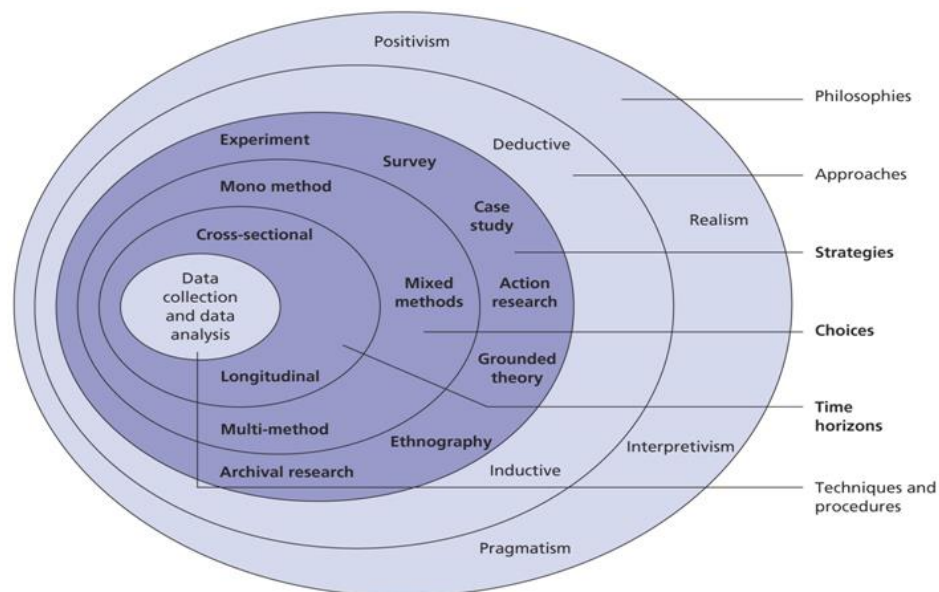 Positivism
Philosophies
Experiment
Survey
Deductive
Approaches
Mono method
Case
study
Realism
Cross-sectional
Strategies
Data
collection
and data
analysis
Mixed
methods
Action
research
Choices
Grounded
theory
Longitudinal
Time
horizons
Multi-method
Ethnography
Interpretivism
Archival research
Inductive
Techniques and
procedures
Pragmatism